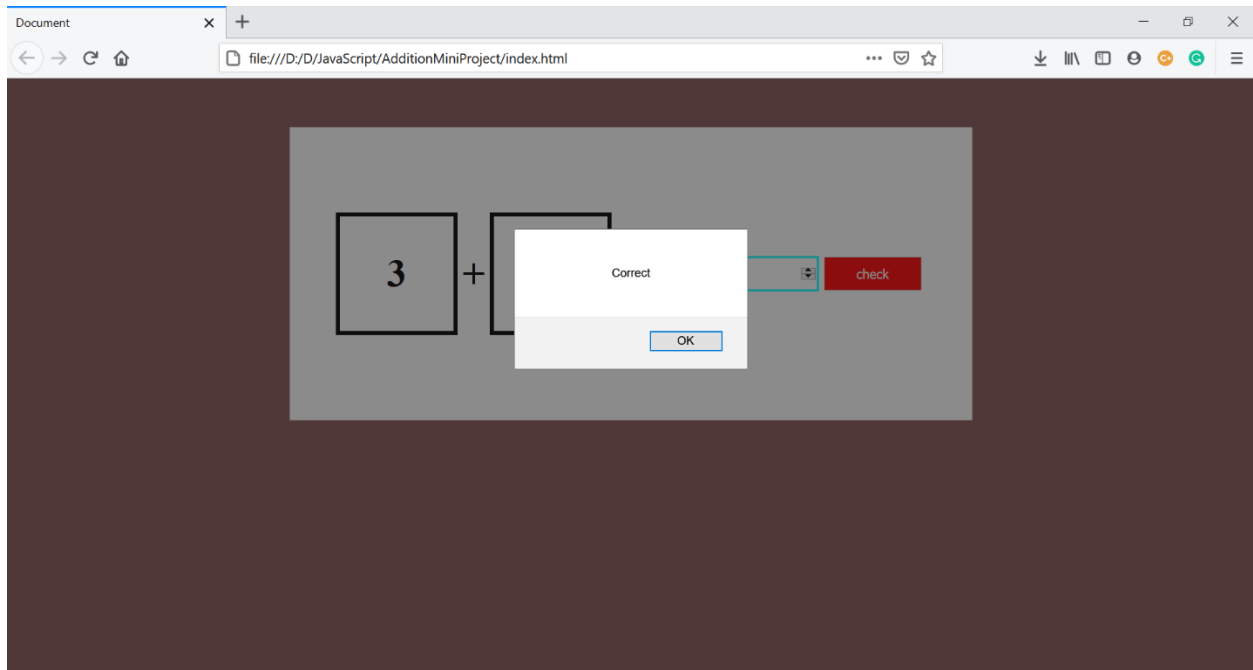 Document
file:///D:/D/JavaScript/AdditionMiniProject/index.html
3 +
Correct
check
OK